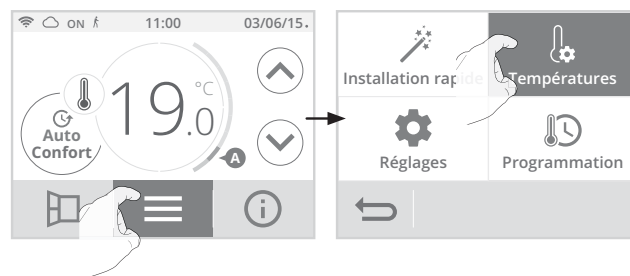 ON 11:00 03/06/15.
19.0 °C
Auto
Confort
A
Installation rapide Températures
Réglages Programmation